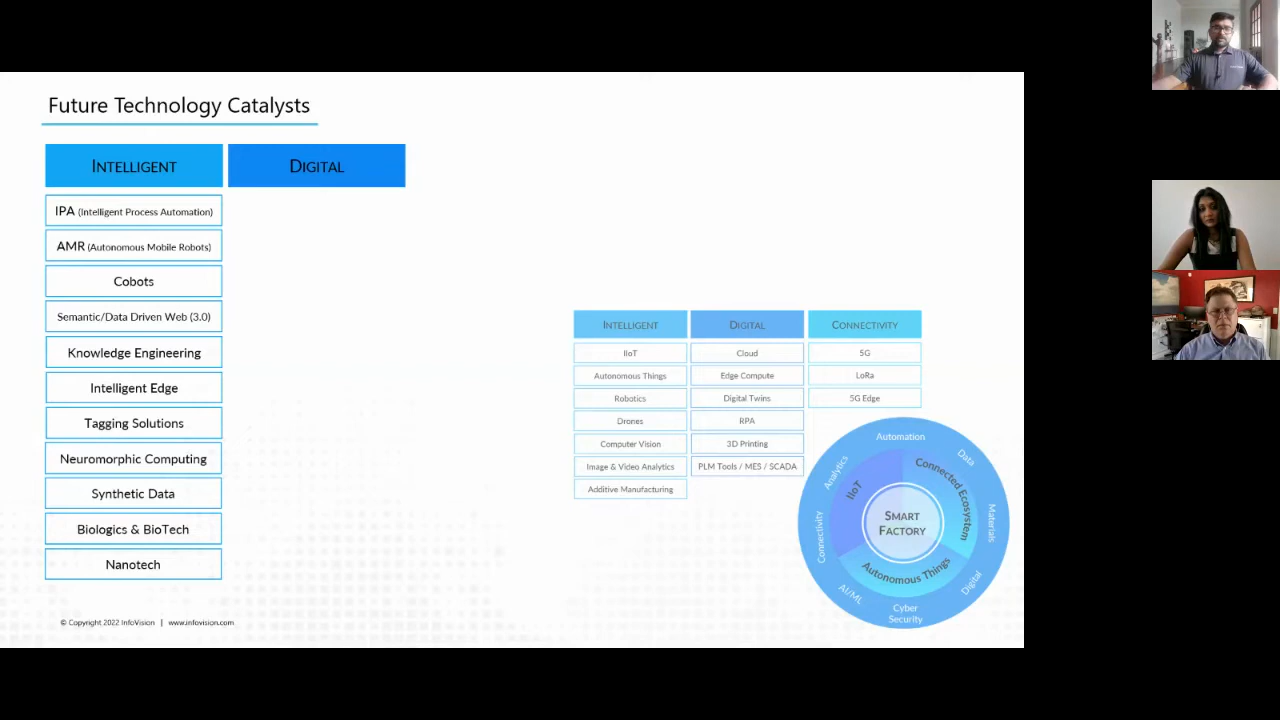 Future Technology Catalysts
INTELLIGENT
DIGITAL
IPA (Intelligent Process Automation)
AMR (Autonomous Mobile Robots)
Cobots
Semantic/Data Driven Web (3.0)
Knowledge Engineering
Intelligent Edge
Tagging Solutions
Neuromorphic Computing
Synthetic Data
Biologics & BioTech
Nanotech
INTELLIGENT
IIoT
Autonomous Things
Robotics
Drones
Computer Vision
Image & Video Analytics
Additive Manufacturing
DIGITAL
Cloud
Edge Compute
Digital Twins
RPA
3D Printing
PLM Tools / MES / SCADA
CONNECTIVITY
5G
LoRa
5G Edge
Automation
Data
Materials
Digital
Cyber
Security
AI/ML
Connectivity
Analytics
IIoT
Connected Ecosystem
Autonomous Things
SMART
FACTORY
© Copyright 2022 InfoVision | www.infovision.com